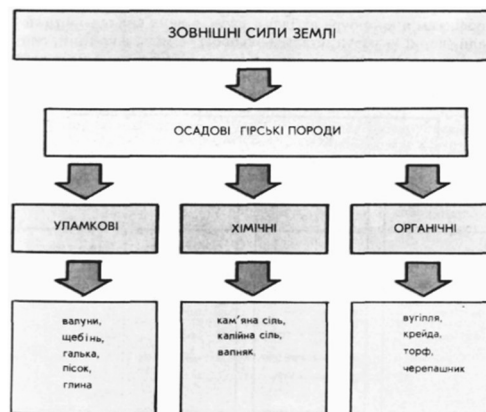 ЗОВНІШНІ СИЛИ ЗЕМЛІ
ОСАДОВІ ГІРСЬКІ ПОРОДИ
УЛАМКОВІ
ХІМІЧНІ
ОРГАНІЧНІ
валуни,
щебінь,
галька,
пісок,
глина
кам'яна сіль,
калійна сіль,
вапняк
вугілля,
крейда,
торф,
черепашник